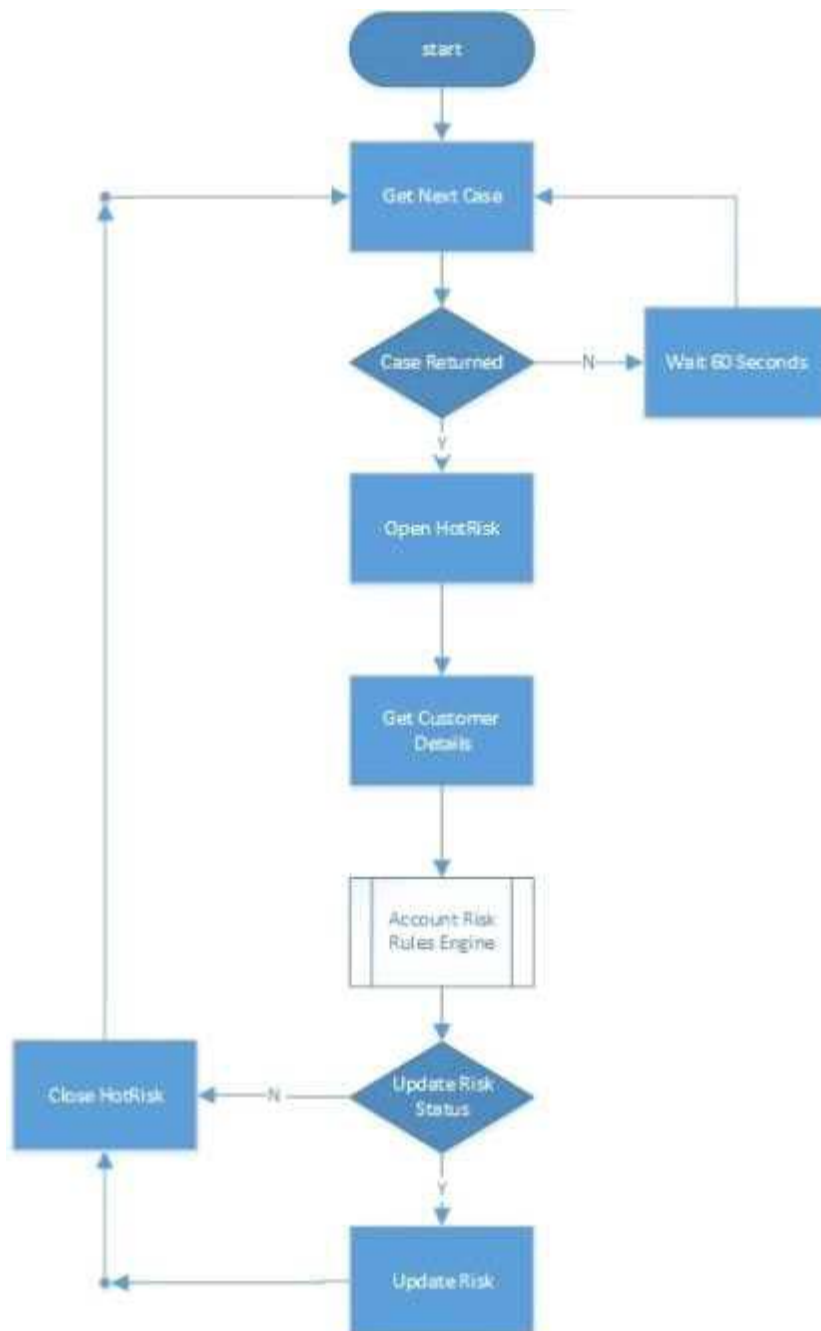 start
Get Next Case
Case Returned
N
Wait 60 Seconds
Y
Open HotRisk
Get Customer
Details
Account Risk
Rules Engine
Close HotRisk
N
Update Risk
Status
Y
Update Risk